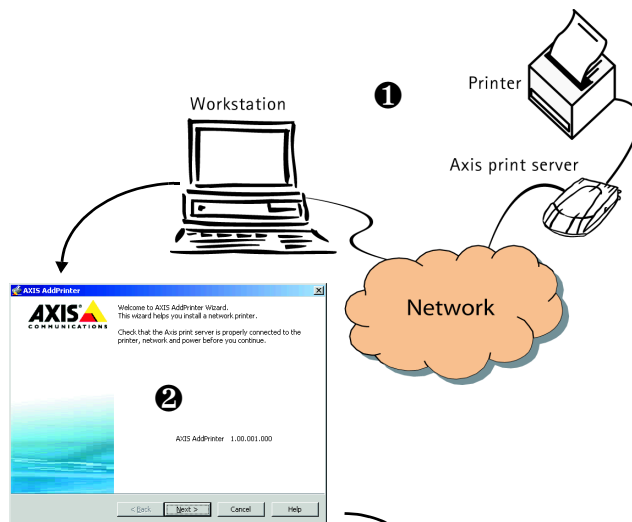 ❶
Printer
Workstation
Axis print server
Network
AXIS AddPrinter
AXIS
COMMUNICATIONS
Welcome to AXIS AddPrinter Wizard.
This wizard helps you install a network printer.
Check that the Axis print server is properly connected to the
printer, network and power before you continue.
❷
AXIS AddPrinter 1.00.001.000
< Back
Next >
Cancel
Help